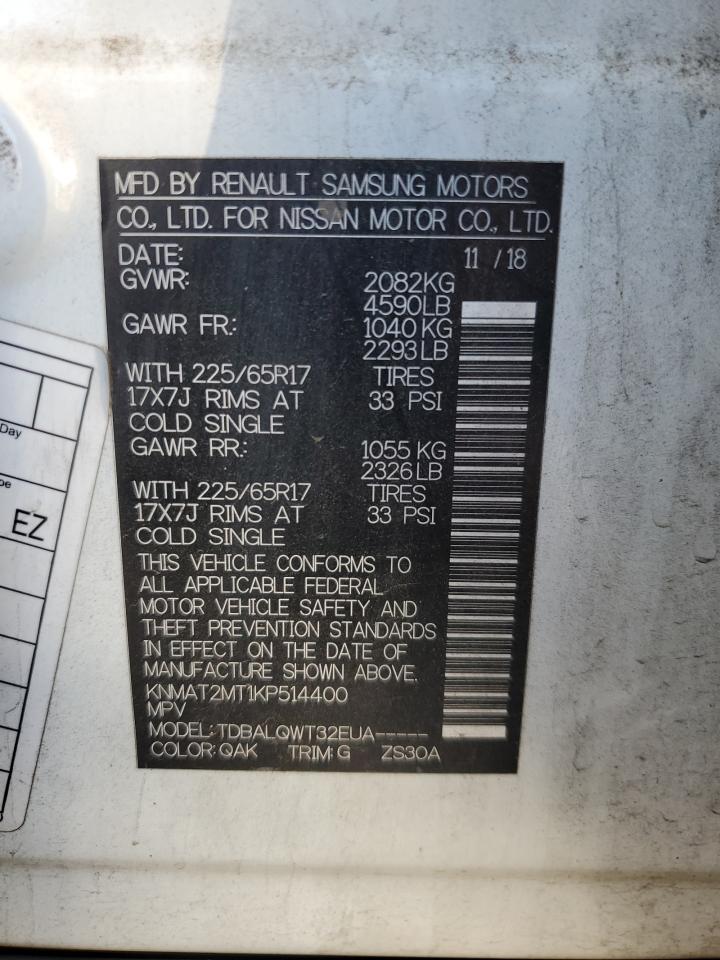 MFD BY RENAULT SAMSUNG MOTORS
CO., LTD. FOR NISSAN MOTOR CO., LTD.
DATE: 11 / 18
GVWR: 2082KG
4590LB
GAWR FR: 1040 KG
2293 LB
WITH 225/65R17 TIRES
17X7J RIMS AT 33 PSI
COLD SINGLE
GAWR RR: 1055 KG
2326 LB
WITH 225/65R17 TIRES
17X7J RIMS AT 33 PSI
COLD SINGLE
THIS VEHICLE CONFORMS TO
ALL APPLICABLE FEDERAL
MOTOR VEHICLE SAFETY AND
THEFT PREVENTION STANDARDS
IN EFFECT ON THE DATE OF
MANUFACTURE SHOWN ABOVE.
KNMAT2MT1KP514400
MPV
MODEL: TDBALQWT32EUA-----
COLOR: QAK TRIM: G ZS30A
Day
EZ